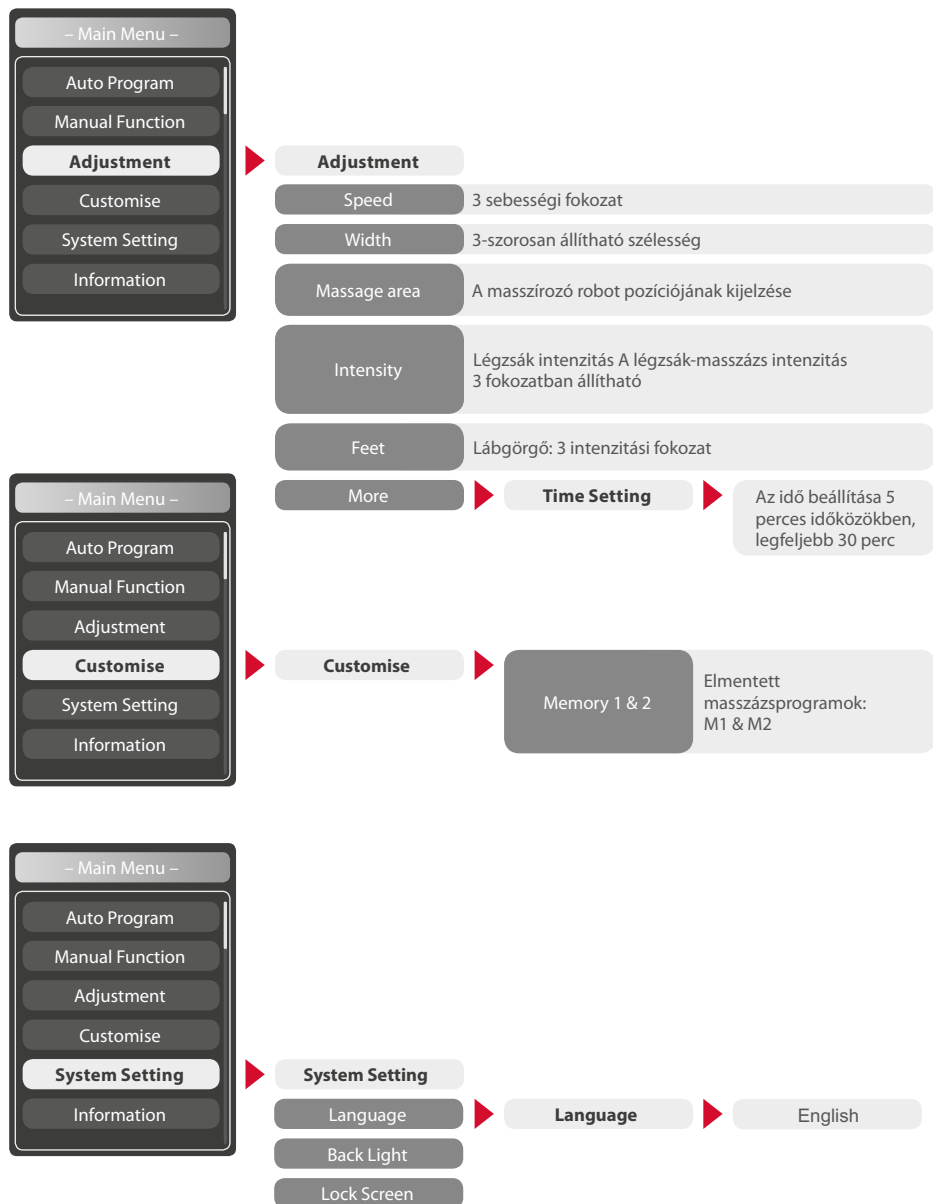 – Main Menu –
Auto Program
Manual Function
Adjustment
Customise
System Setting
Information
Adjustment
Speed
3 sebességi fokozat
Width
3-szorosan állítható szélesség
Massage area
A masszírozó robot pozíciójának kijelzése
Intensity
Légzsák intenzitás A légzsák-masszázs intenzitás
3 fokozatban állítható
Feet
Lábgörgő: 3 intenzitási fokozat
More
Time Setting
Az idő beállítása 5
perces időközökben,
legfeljebb 30 perc
– Main Menu –
Auto Program
Manual Function
Adjustment
Customise
System Setting
Information
Customise
Memory 1 & 2
Elmentett
masszázsprogramok:
M1 & M2
– Main Menu –
Auto Program
Manual Function
Adjustment
Customise
System Setting
Information
System Setting
Language
Language
English
Back Light
Lock Screen